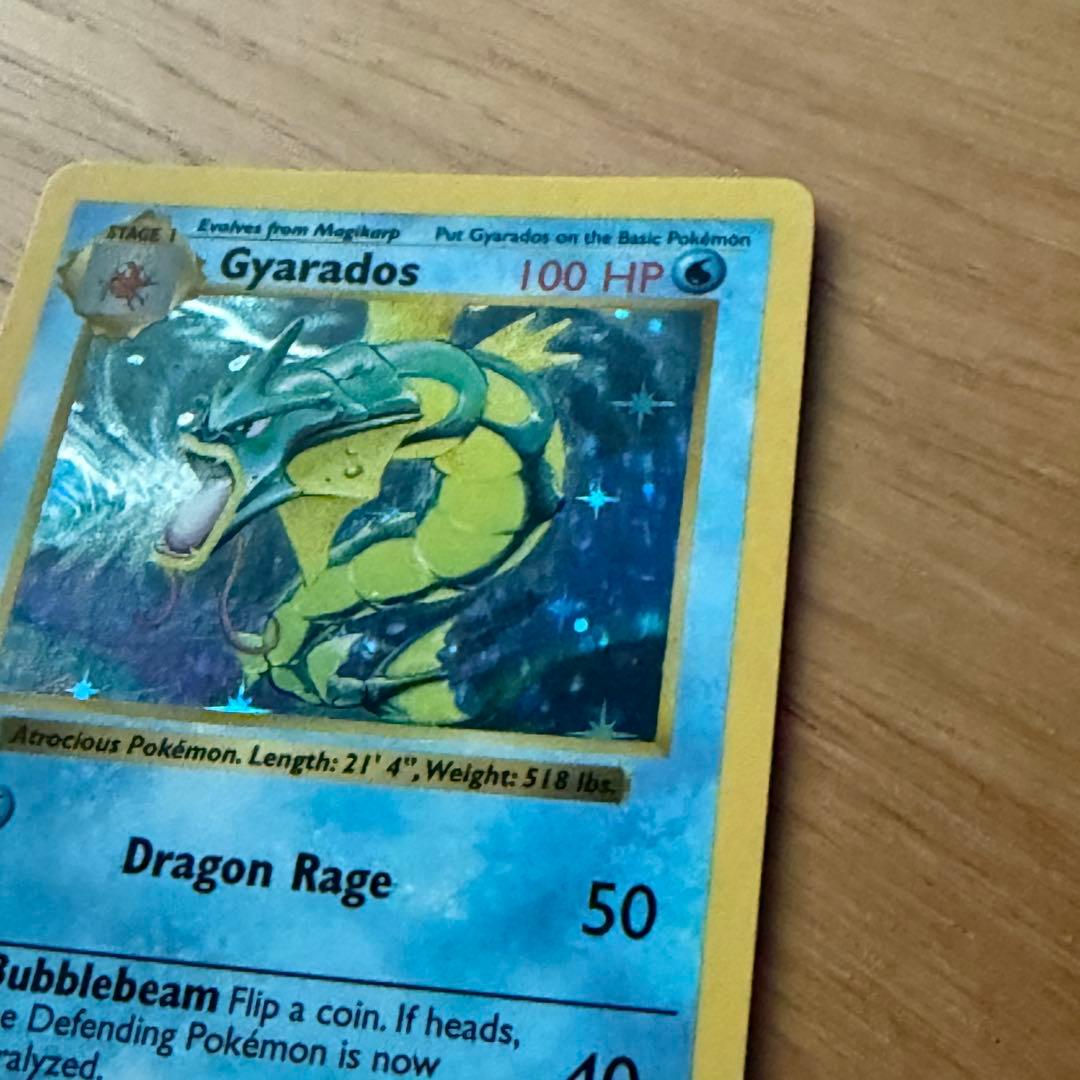 STAGE 1 Evolves from Magikarp Put Gyarados on the Basic Pokémon
Gyarados 100 HP
Atrocious Pokémon. Length: 21' 4", Weight: 518 lbs.
Dragon Rage 50
Bubblebeam Flip a coin. If heads,
Defending Pokémon is now
40